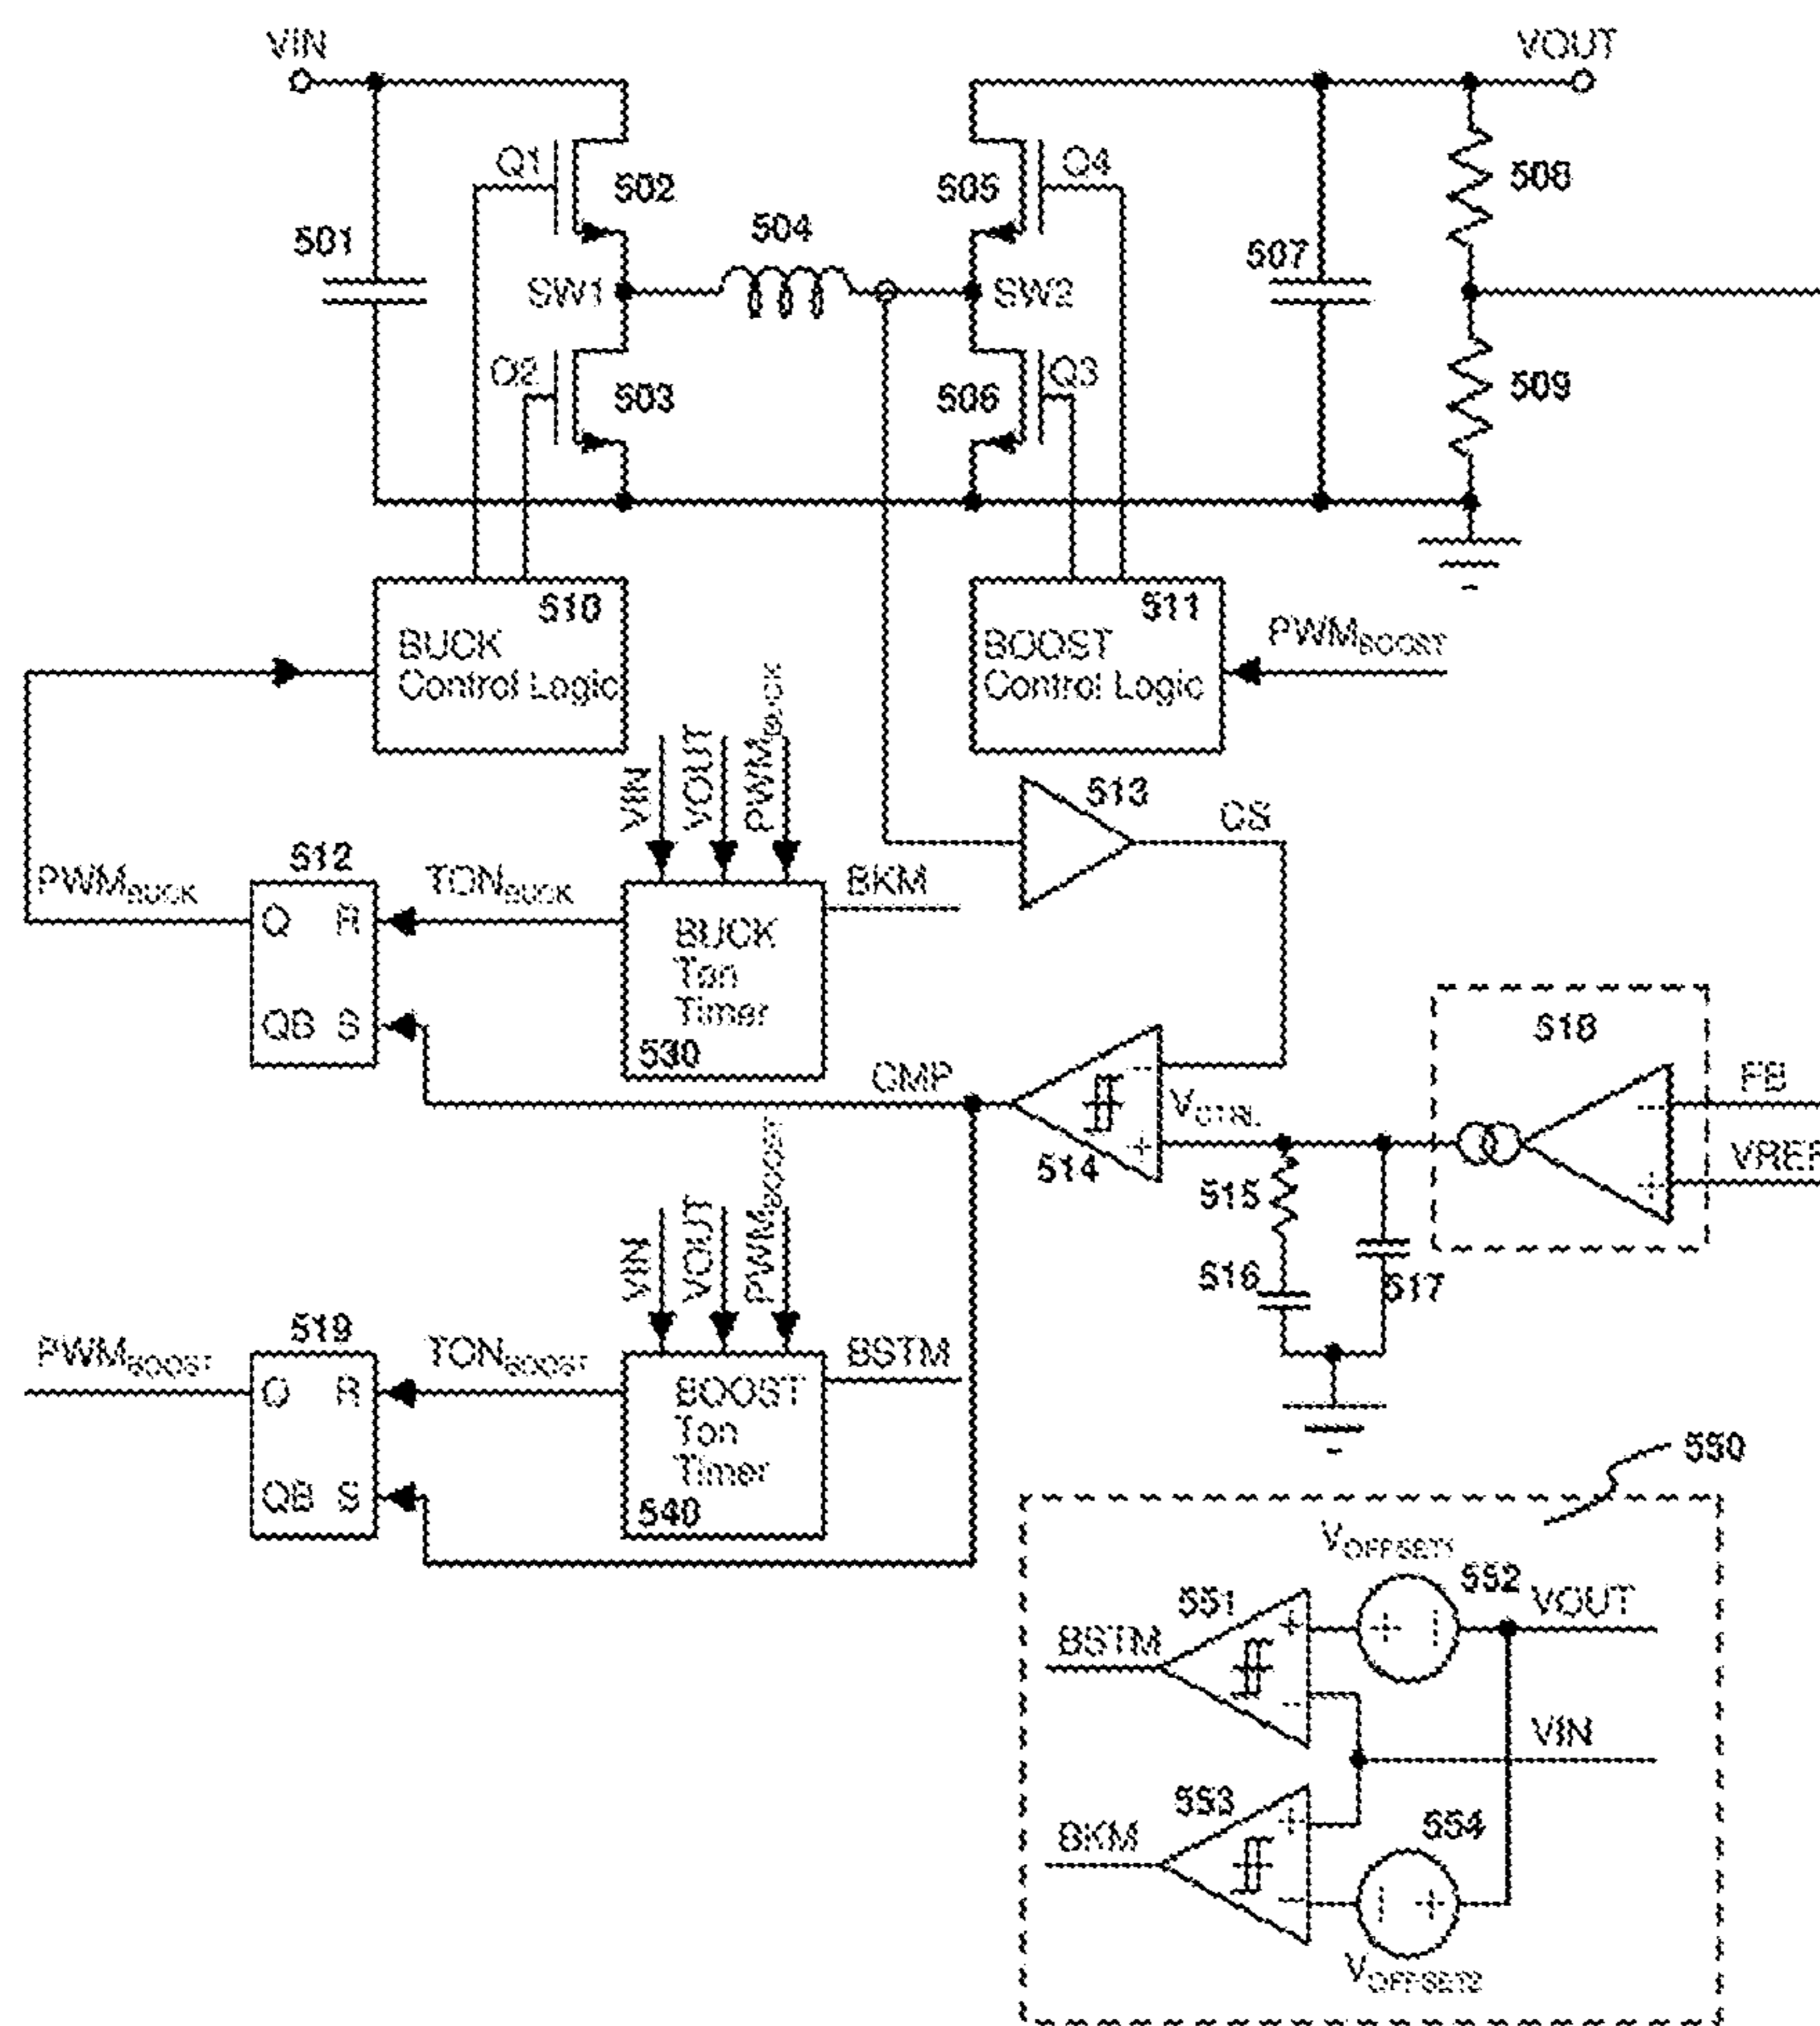 VIN
VOUT
Q1
502
505
Q4
508
501
504
507
SW1
SW2
Q2
503
506
Q3
509
510
BUCK
Control Logic
511
BOOST
Control Logic
PWMBOOST
VIN
VOUT
PWMBUCK
513
CS
PWMBUCK
512
Q R
QB S
TONBUCK
BUCK
Ton
Timer
530
BKM
CMP
514
VCTRL
518
FB
VREF
515
516
517
VIN
VOUT
PWMBOOST
PWMBOOST
519
Q R
QB S
TONBOOST
BOOST
Ton
Timer
540
BSTM
550
VOFFSET1
551
552
VOUT
BSTM
VIN
553
554
BKM
VOFFSET2